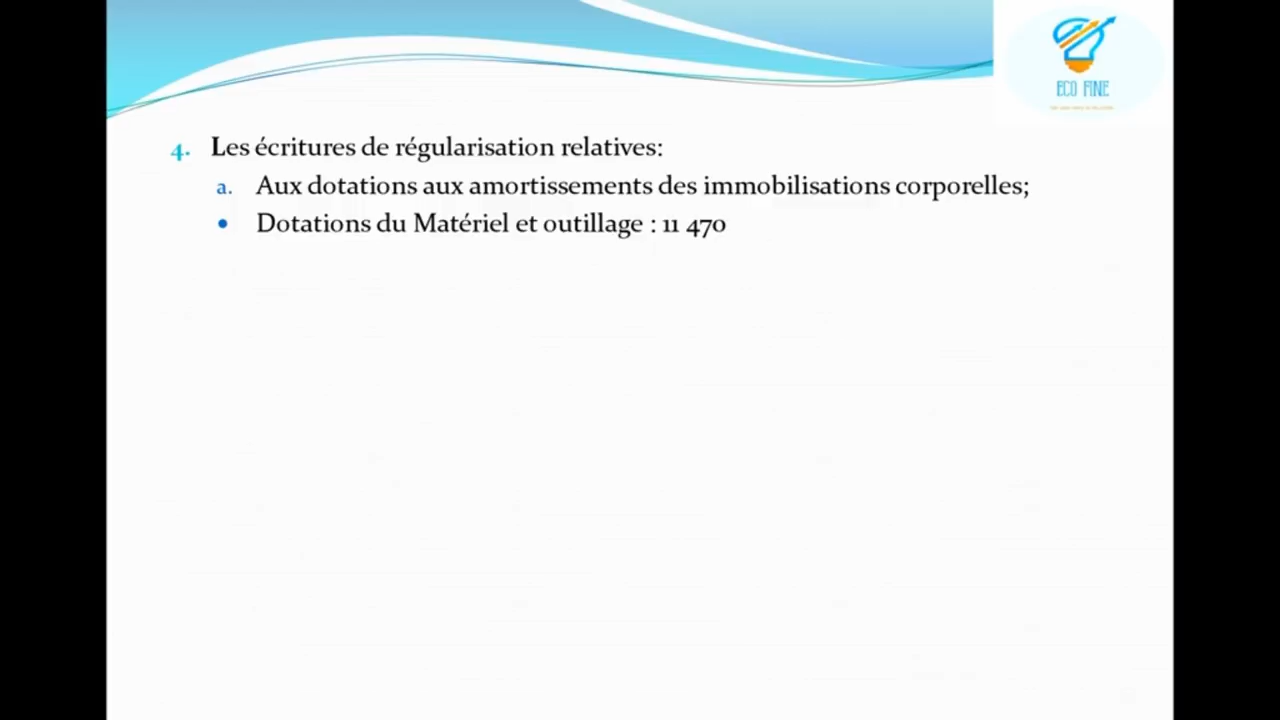 ECO FINE
4. Les écritures de régularisation relatives:
a. Aux dotations aux amortissements des immobilisations corporelles;
• Dotations du Matériel et outillage : 11 470